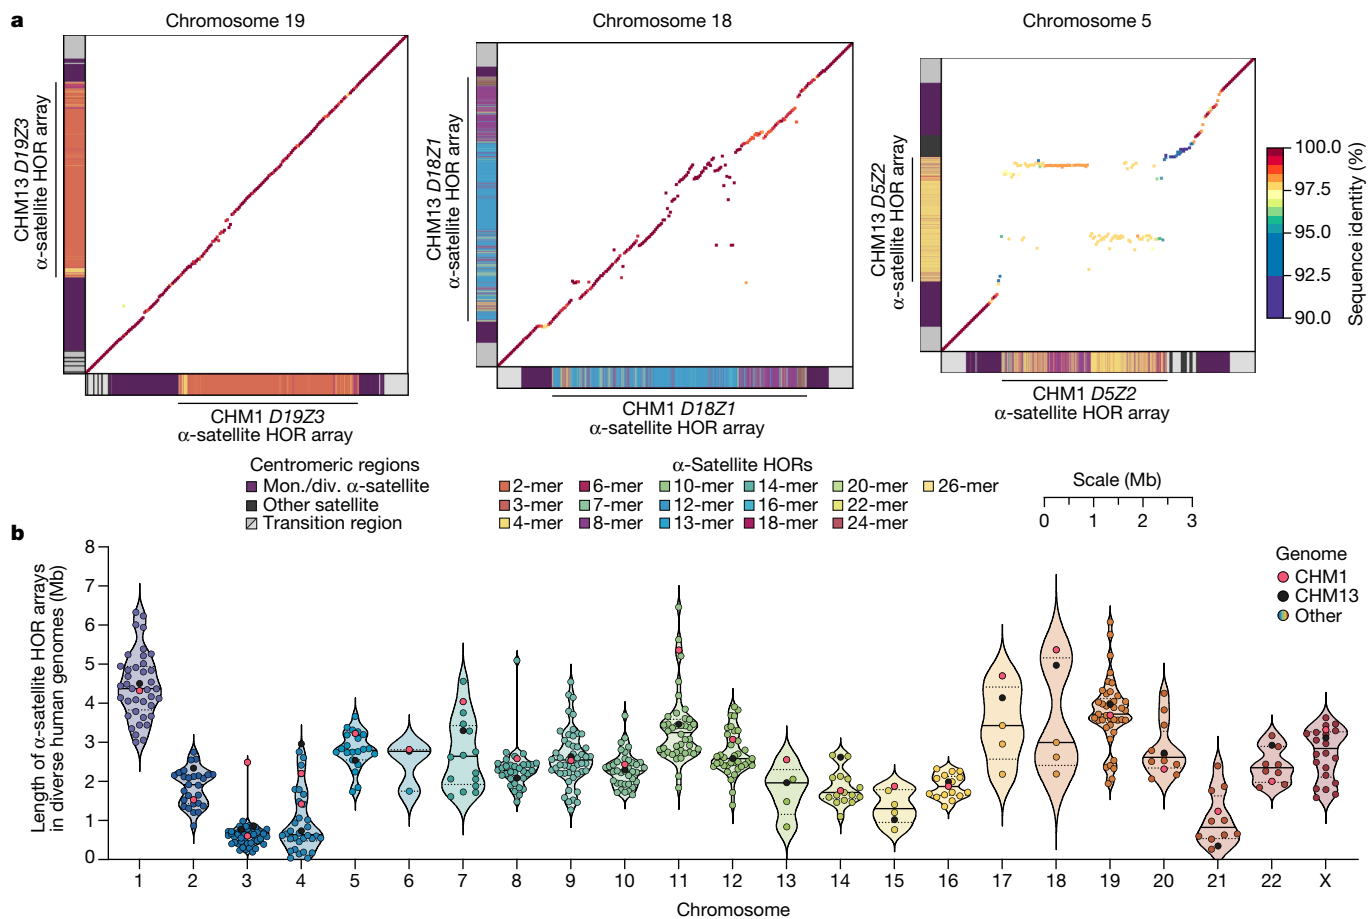 a
Chromosome 19
Chromosome 18
Chromosome 5
CHM13 D19Z3
α-satellite HOR array
CHM13 D18Z1
α-satellite HOR array
CHM13 D5Z2
α-satellite HOR array
100.0
97.5
95.0
92.5
90.0
Sequence identity (%)
CHM1 D19Z3
α-satellite HOR array
CHM1 D18Z1
α-satellite HOR array
CHM1 D5Z2
α-satellite HOR array
Centromeric regions
Mon./div. α-satellite
Other satellite
Transition region
α-Satellite HORs
2-mer 6-mer 10-mer 14-mer 20-mer 26-mer
3-mer 7-mer 12-mer 16-mer 22-mer
4-mer 8-mer 13-mer 18-mer 24-mer
Scale (Mb)
0 1 2 3
b
Length of α-satellite HOR arrays
in diverse human genomes (Mb)
8
7
6
5
4
3
2
1
0
Genome
CHM1
CHM13
Other
1 2 3 4 5 6 7 8 9 10 11 12 13 14 15 16 17 18 19 20 21 22 X
Chromosome